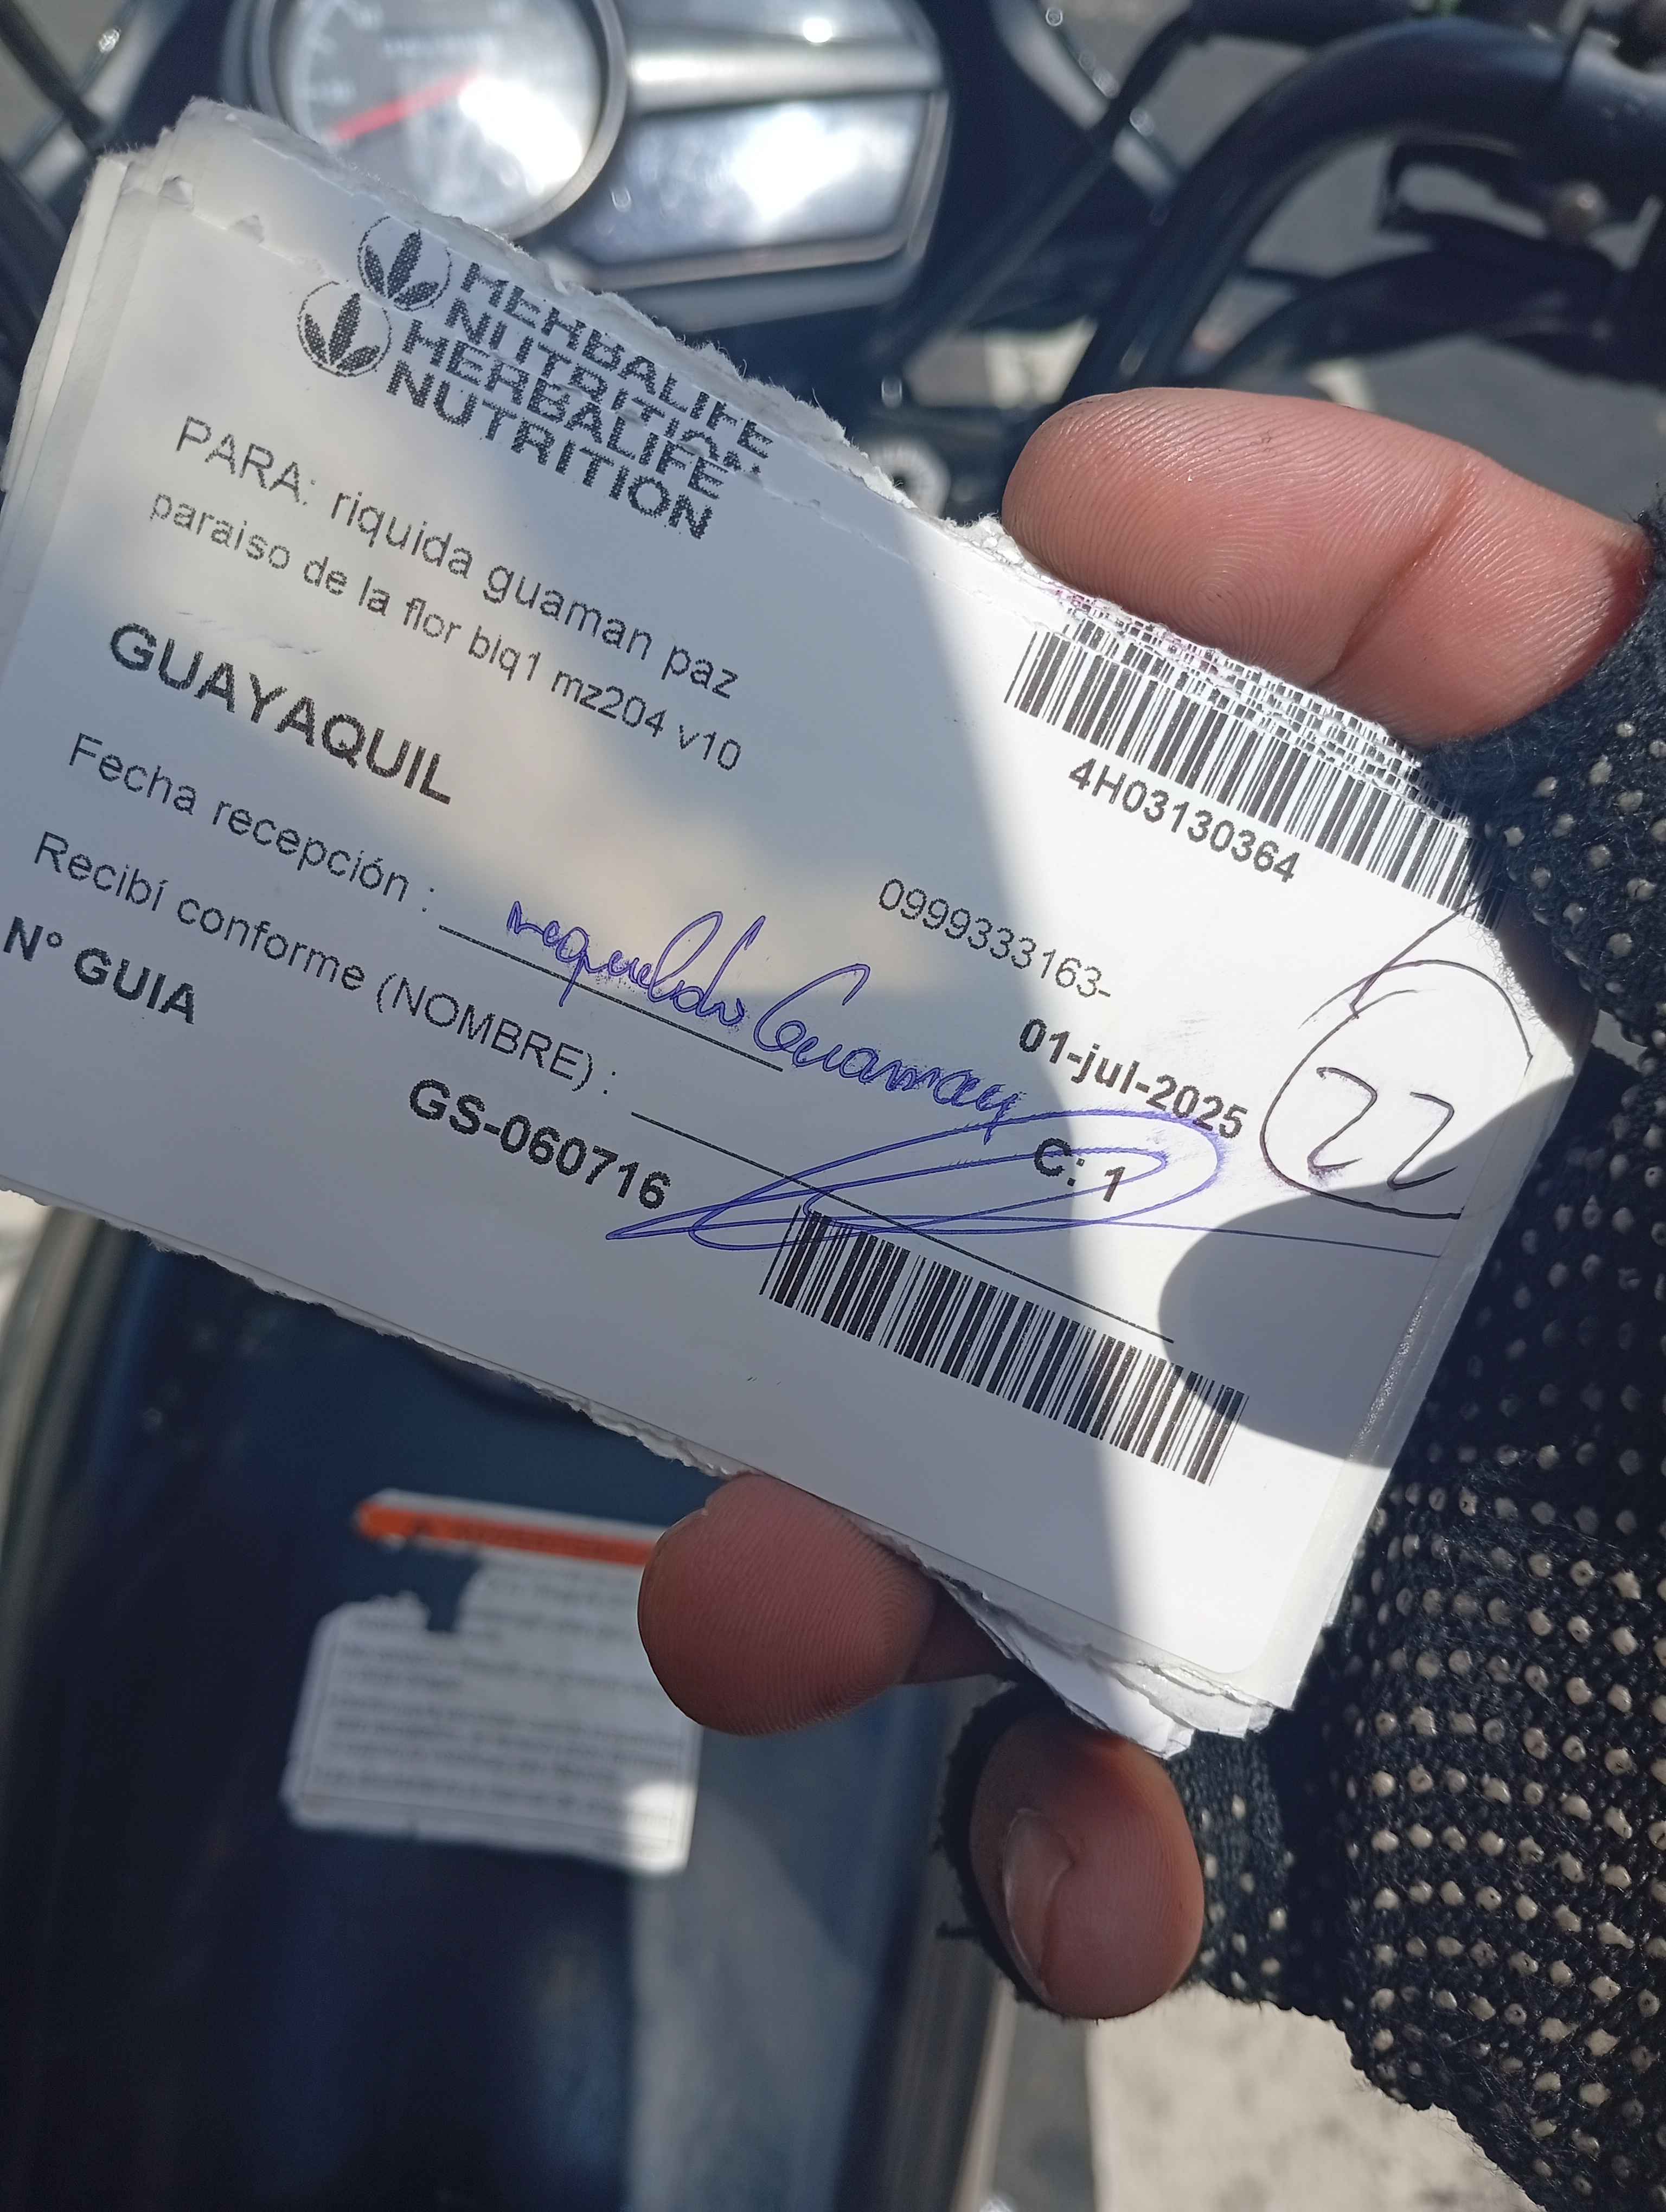 HERBALIFE
NUTRITION
HERBALIFE
NUTRITION
PARA: riquida guaman paz
paraiso de la flor blq1 mz204 v10
GUAYAQUIL
4H03130364
0999333163-
Fecha recepción :
01-jul-2025
22
Recibí conforme (NOMBRE) :
Nº GUIA
GS-060716
C: 1